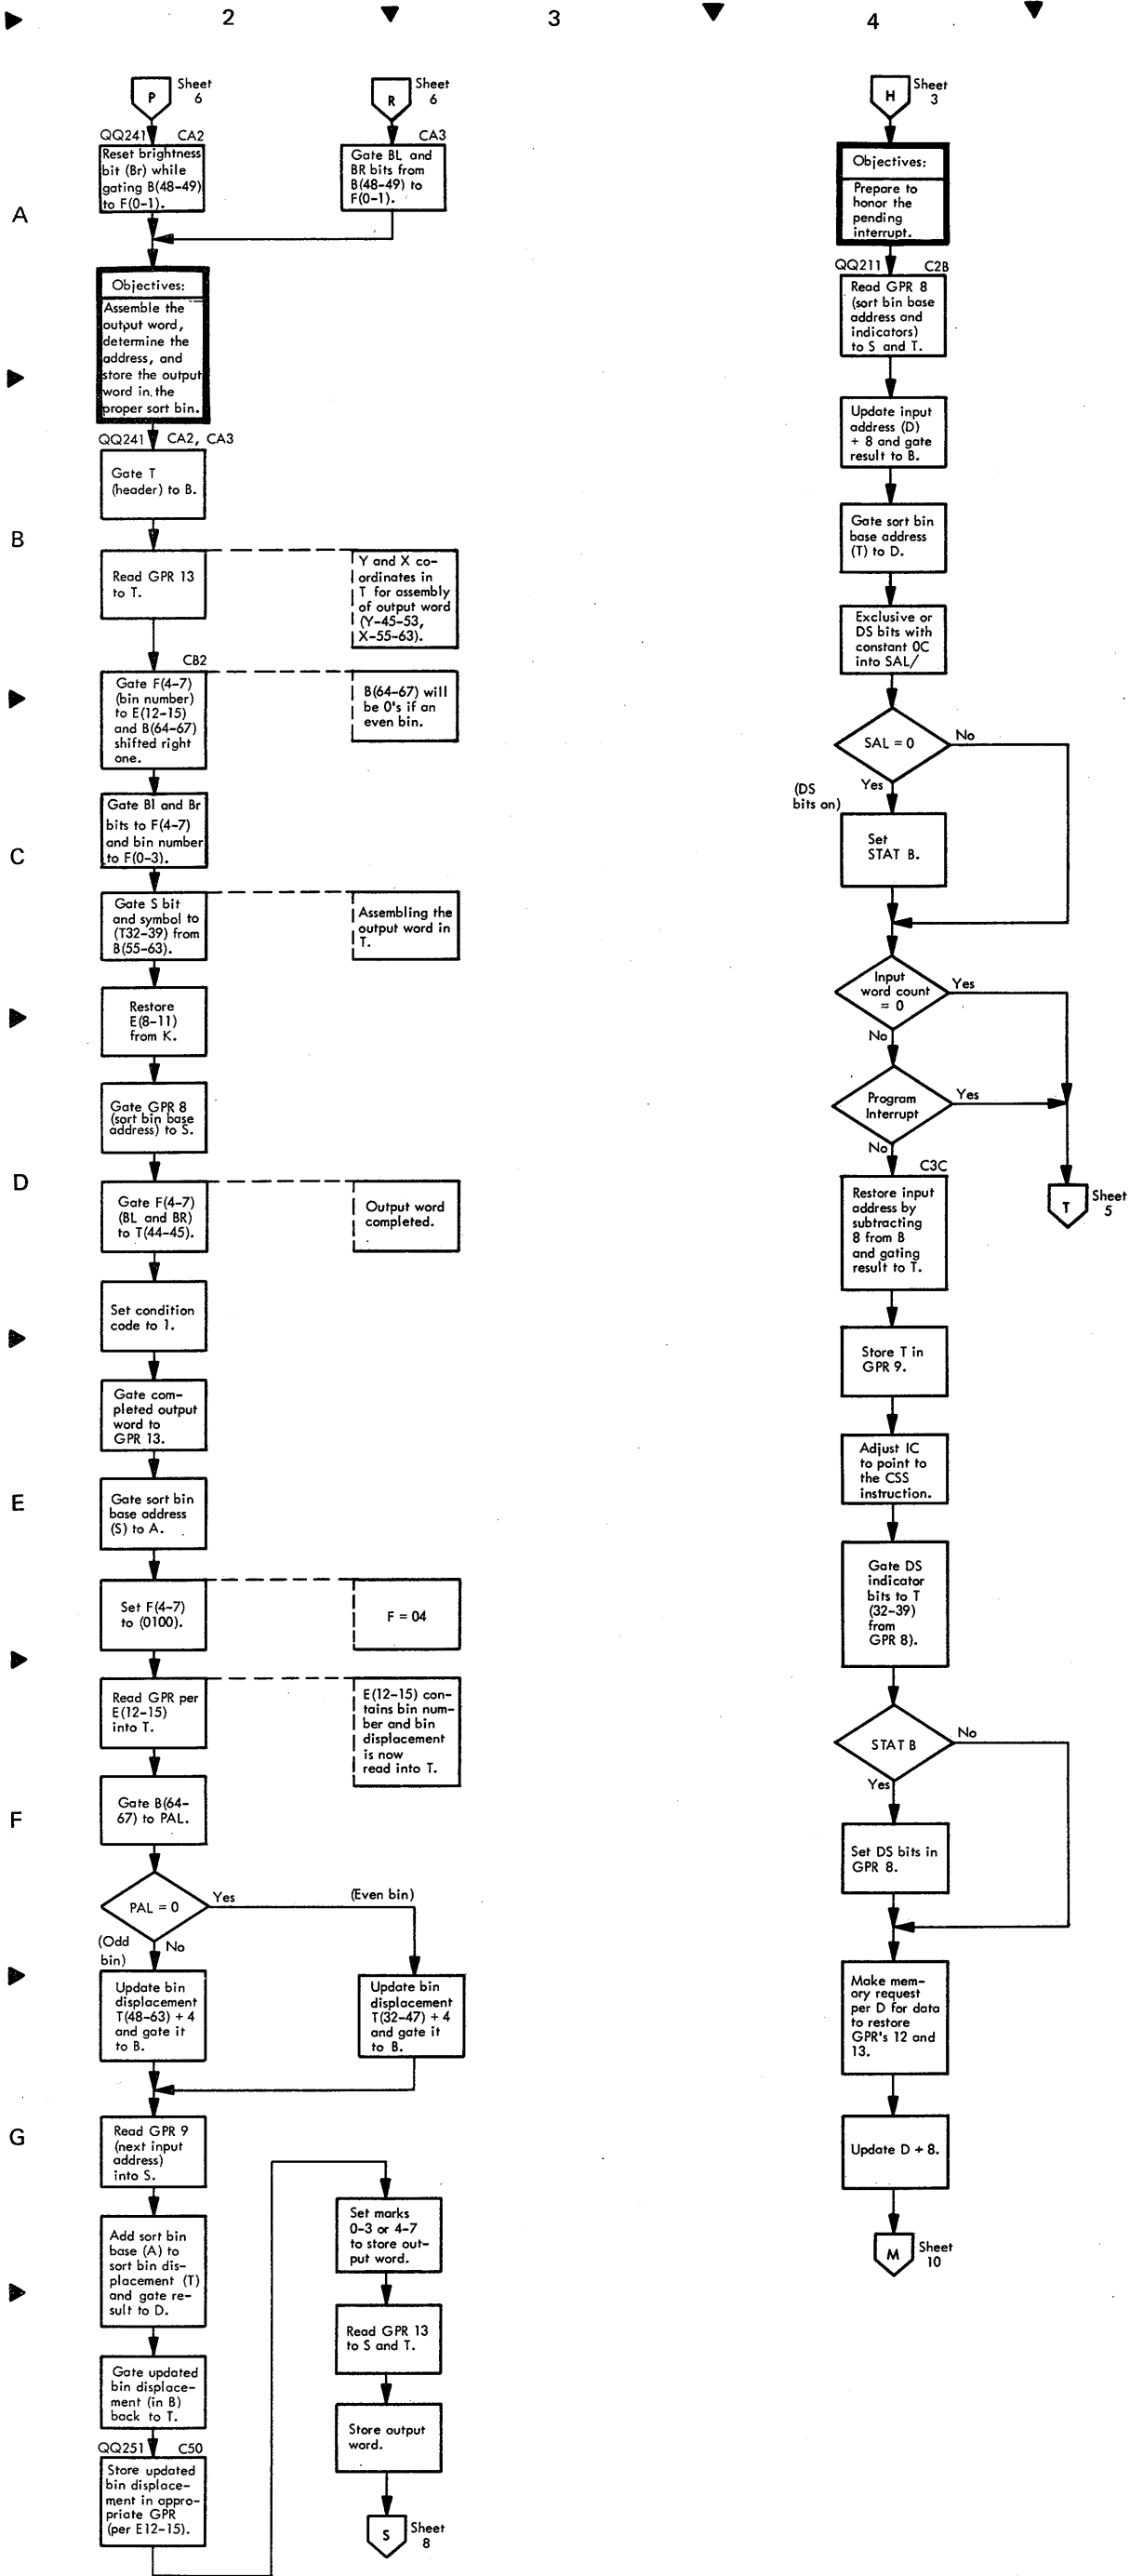 2
3
4
P
Sheet
6
QQ241
CA2
Reset brightness
bit (Br) while
gating B(48-49)
to F(0-1).
R
Sheet
6
CA3
Gate BL and
BR bits from
B(48-49) to
F(0-1).
A
Objectives:
Assemble the
output word,
determine the
address, and
store the output
word in the
proper sort bin.
QQ241
CA2, CA3
Gate T
(header) to B.
B
Read GPR 13
to T.
Y and X co-
ordinates in
T for assembly
of output word
(Y-45-53,
X-55-63).
CB2
Gate F(4-7)
(bin number)
to E(12-15)
and B(64-67)
shifted right
one.
B(64-67) will
be 0's if an
even bin.
Gate Bl and Br
bits to F(4-7)
and bin number
to F(0-3).
C
Gate S bit
and symbol to
(T32-39) from
B(55-63).
Assembling the
output word in
T.
Restore
E(8-11)
from K.
Gate GPR 8
(sort bin base
address) to S.
D
Gate F(4-7)
(BL and BR)
to T(44-45).
Output word
completed.
Set condition
code to 1.
Gate com-
pleted output
word to
GPR 13.
E
Gate sort bin
base address
(S) to A.
Set F(4-7)
to (0100).
F = 04
Read GPR per
E(12-15)
into T.
E(12-15) con-
tains bin num-
ber and bin
displacement
is now
read into T.
Gate B(64-
67) to PAL.
F
PAL = 0
Yes
(Even bin)
(Odd
bin)
No
Update bin
displacement
T(48-63) + 4
and gate it
to B.
Update bin
displacement
T(32-47) + 4
and gate it
to B.
G
Read GPR 9
(next input
address)
into S.
Add sort bin
base (A) to
sort bin dis-
placement (T)
and gate re-
sult to D.
Gate updated
bin displace-
ment (in B)
back to T.
QQ251
C50
Store updated
bin displace-
ment in appro-
priate GPR
(per E12-15).
Set marks
0-3 or 4-7
to store out-
put word.
Read GPR 13
to S and T.
Store output
word.
S
Sheet
8
H
Sheet
3
Objectives:
Prepare to
honor the
pending
interrupt.
QQ211
C2B
Read GPR 8
(sort bin base
address and
indicators)
to S and T.
Update input
address (D)
+ 8 and gate
result to B.
Gate sort bin
base address
(T) to D.
Exclusive or
DS bits with
constant 0C
into SAL/
SAL = 0
No
Yes
(DS
bits on)
Set
STAT B.
Input
word count
= 0
Yes
No
Program
Interrupt
Yes
No
T
Sheet
5
C3C
Restore input
address by
subtracting
8 from B
and gating
result to T.
Store T in
GPR 9.
Adjust IC
to point to
the CSS
instruction.
Gate DS
indicator
bits to T
(32-39)
from
GPR 8).
STAT B
No
Yes
Set DS bits in
GPR 8.
Make mem-
ory request
per D for data
to restore
GPR's 12 and
13.
Update D + 8.
M
Sheet
10